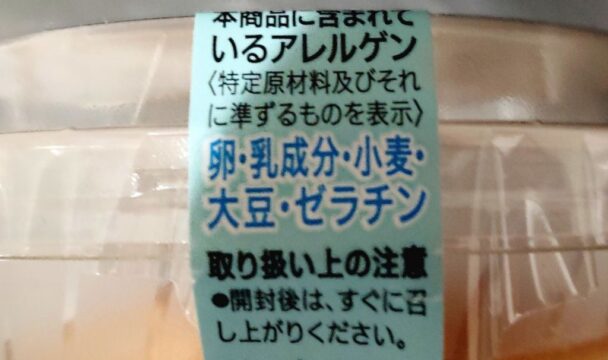 本商品に含まれて
いるアレルゲン
〈特定原材料及びそれ
に準ずるものを表示〉
卵・乳成分・小麦・
大豆・ゼラチン
取り扱い上の注意
●開封後は、すぐに召
し上がりください。